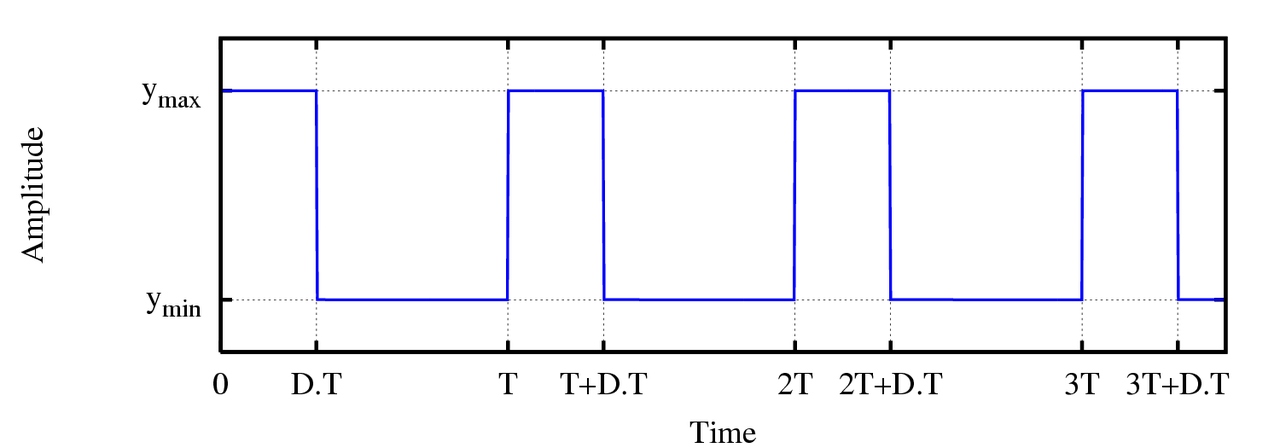 Amplitude
ymax
ymin
0 D.T T T+D.T 2T 2T+D.T 3T 3T+D.T
Time